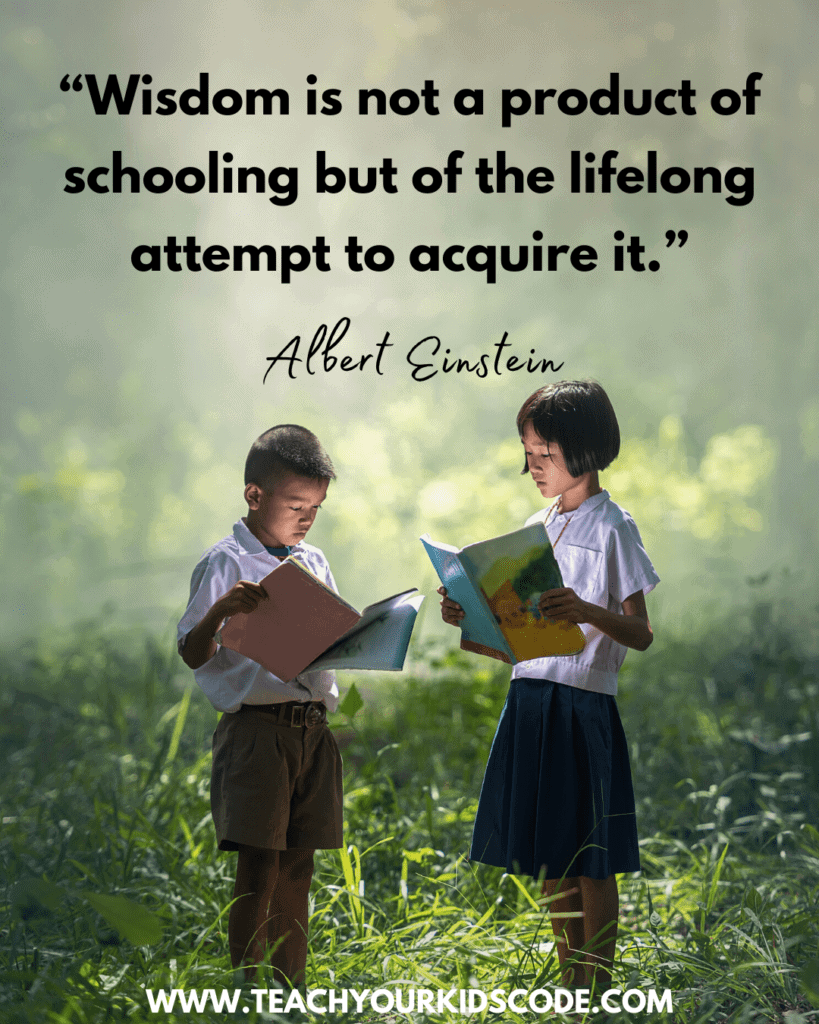 “Wisdom is not a product of
schooling but of the lifelong
attempt to acquire it.”
Albert Einstein
WWW.TEACHYOURKIDSCODE.COM